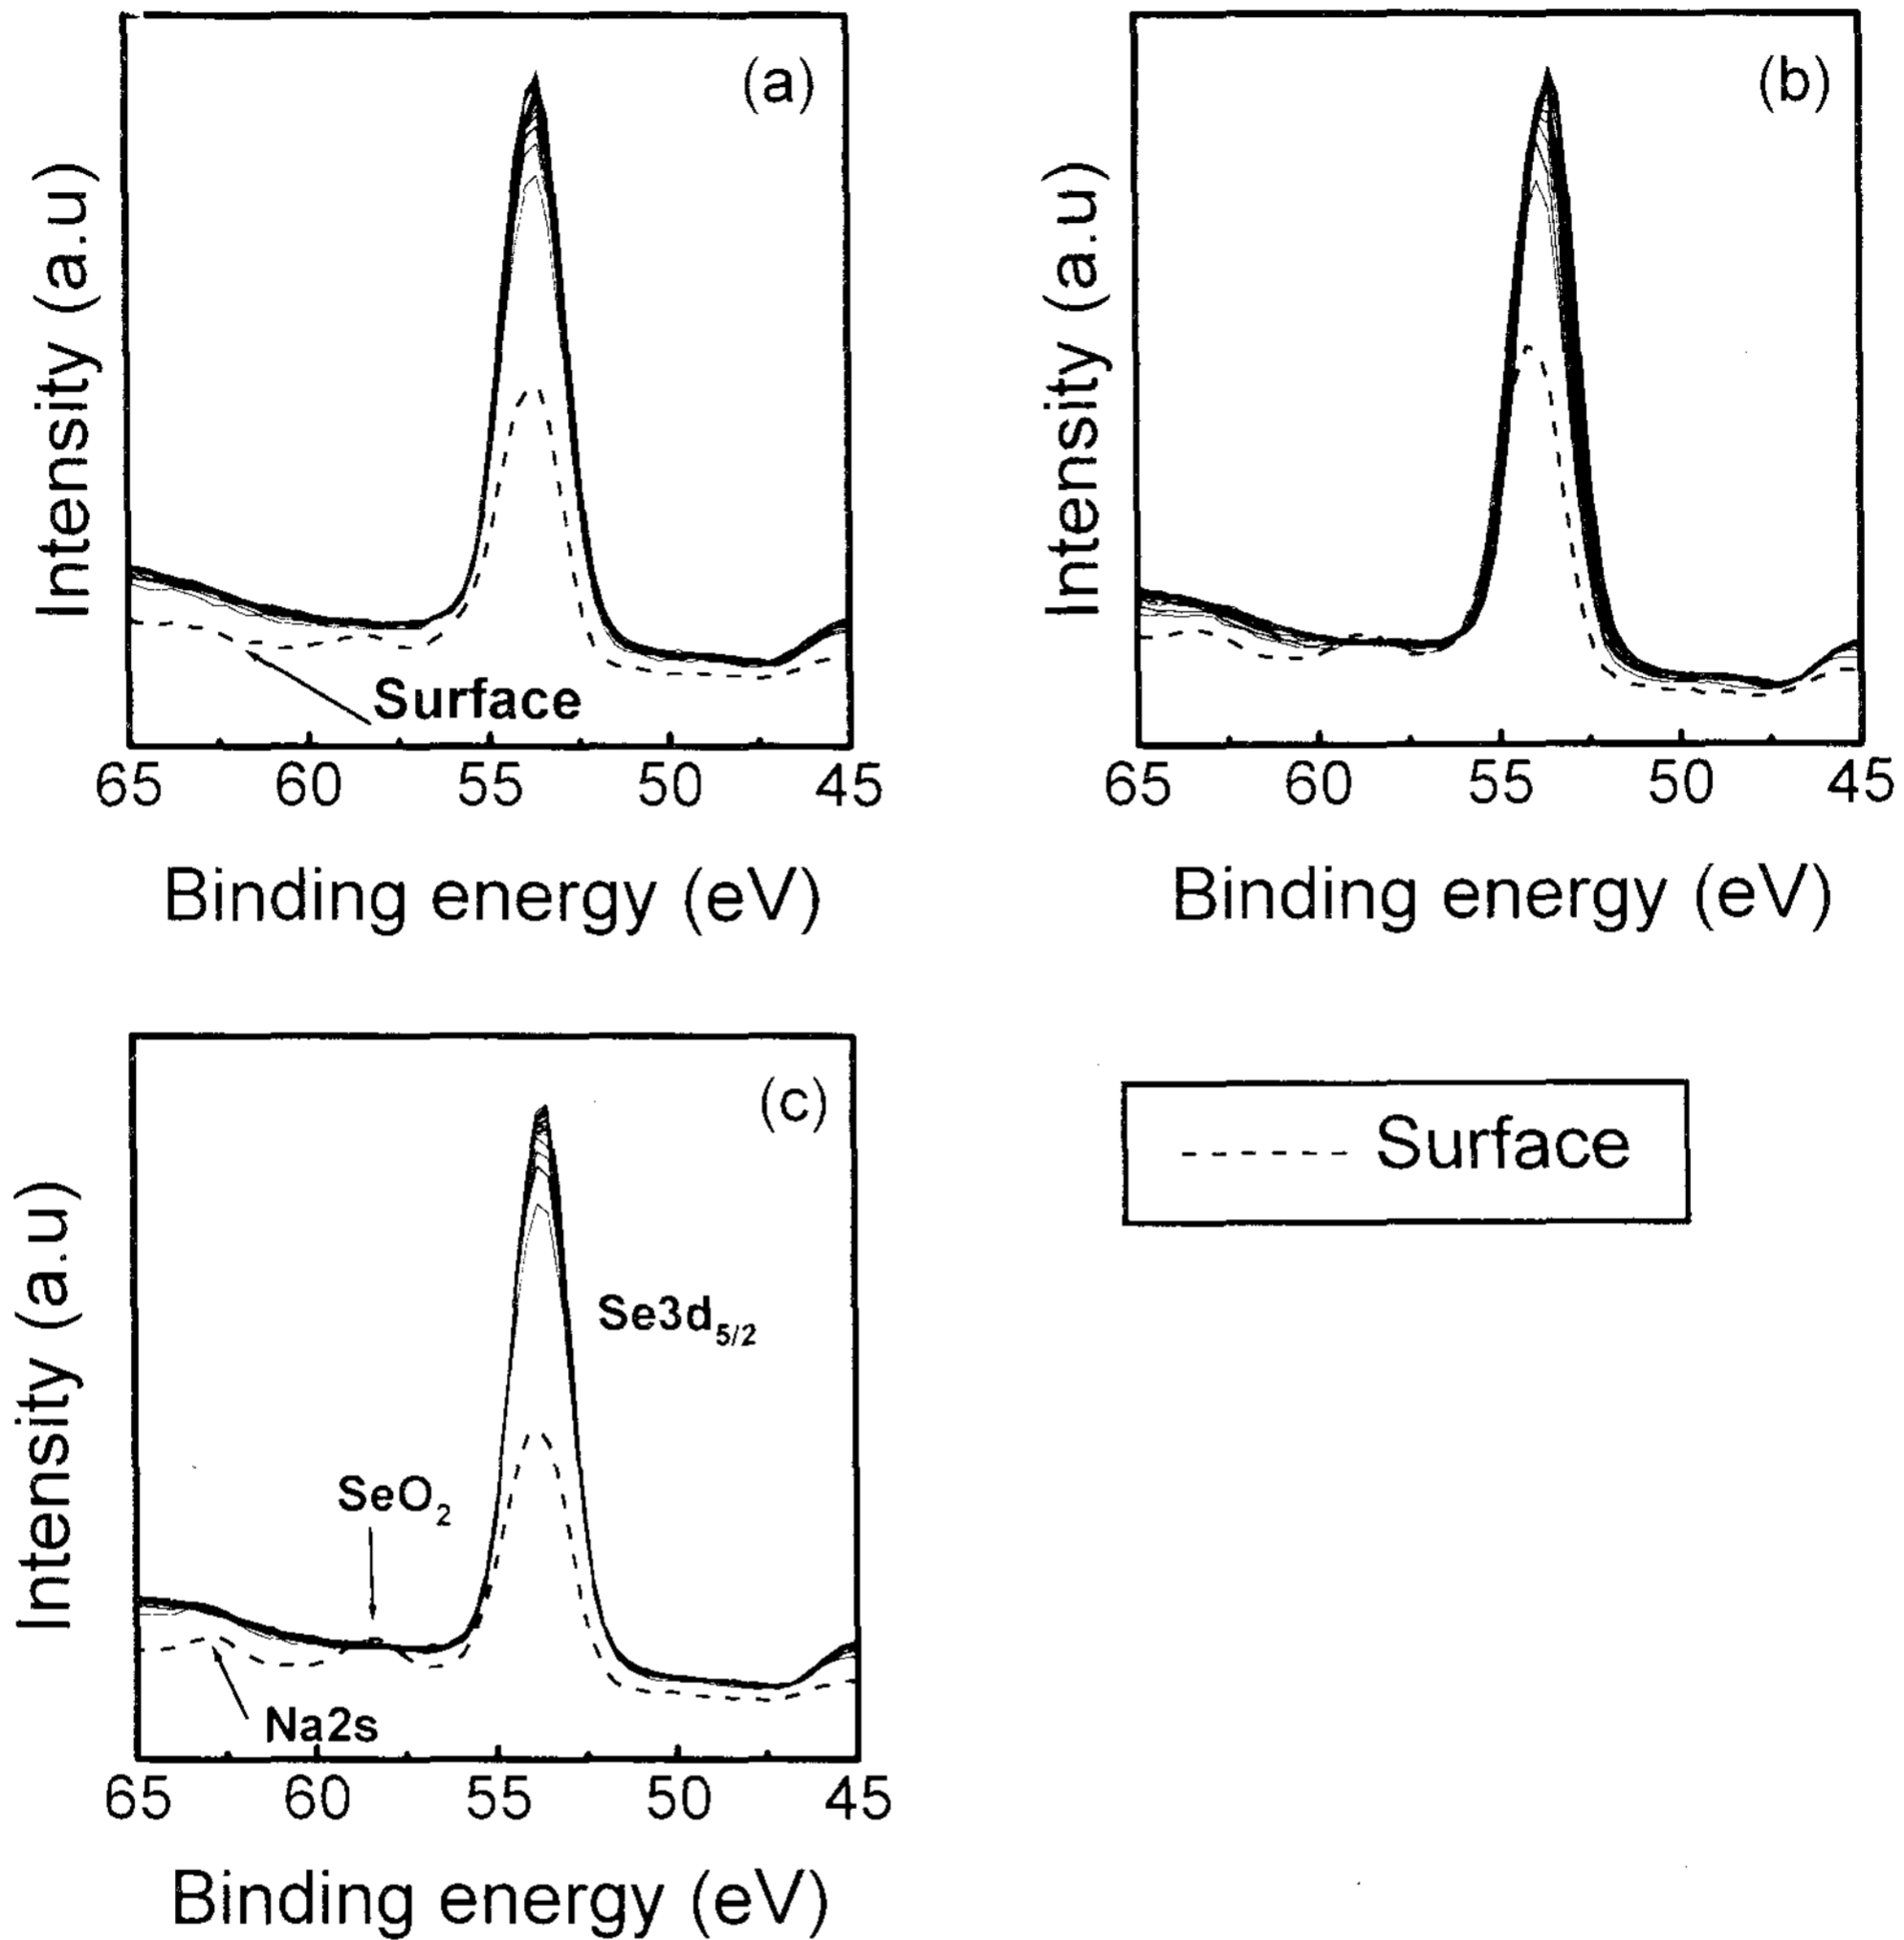 (a)
Intensity (a.u)
Surface
65 60 55 50 45
Binding energy (eV)
(b)
Intensity (a.u)
65 60 55 50 45
Binding energy (eV)
(c)
Intensity (a.u)
Se3d5/2
SeO2
Na2s
65 60 55 50 45
Binding energy (eV)
Surface